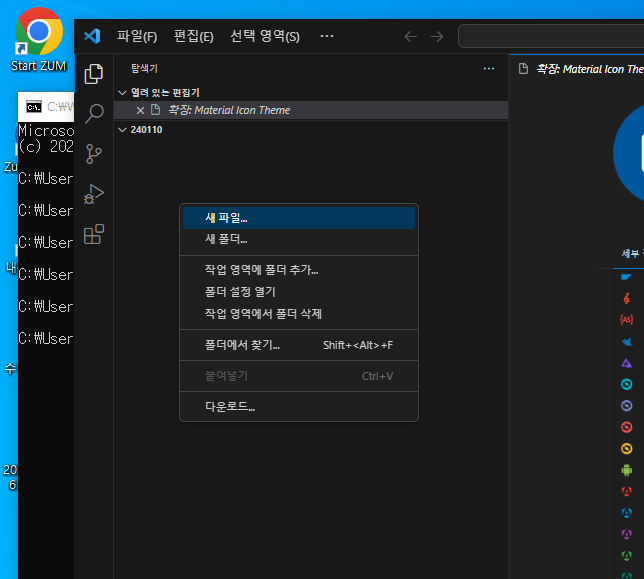 Start ZUM
파일(F) 편집(E) 선택 영역(S) ...
탐색기 ...
열려 있는 편집기
확장: Material Icon Theme
240110
확장: Material Icon The
C:\W
Microso
(c) 202
C:₩User
C:₩User
C:₩User
C:₩User
C:₩User
C:₩User
새 파일...
새 폴더...
작업 영역에 폴더 추가...
폴더 설정 열기
작업 영역에서 폴더 삭제
폴더에서 찾기... Shift+<Alt>+F
붙여넣기 Ctrl+V
다운로드...
세부
Zu
내
수
20
6